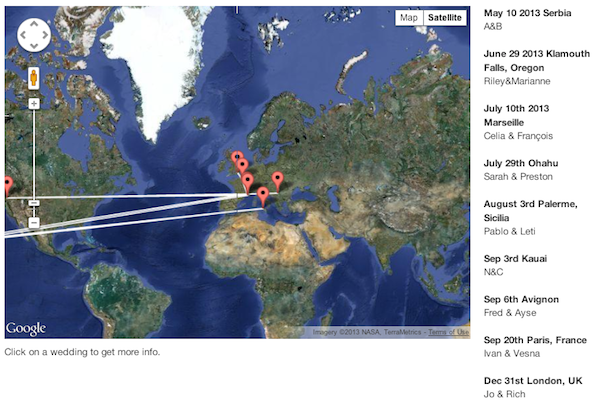 Map
Satellite
Google
Imagery ©2013 NASA, TerraMetrics - Terms of Use
Click on a wedding to get more info.
May 10 2013 Serbia
A&B
June 29 2013 Klamouth
Falls, Oregon
Riley&Marianne
July 10th 2013
Marseille
Celia & François
July 29th Ohahu
Sarah & Preston
August 3rd Palerme,
Sicilia
Pablo & Leti
Sep 3rd Kauai
N&C
Sep 6th Avignon
Fred & Ayse
Sep 20th Paris, France
Ivan & Vesna
Dec 31st London, UK
Jo & Rich